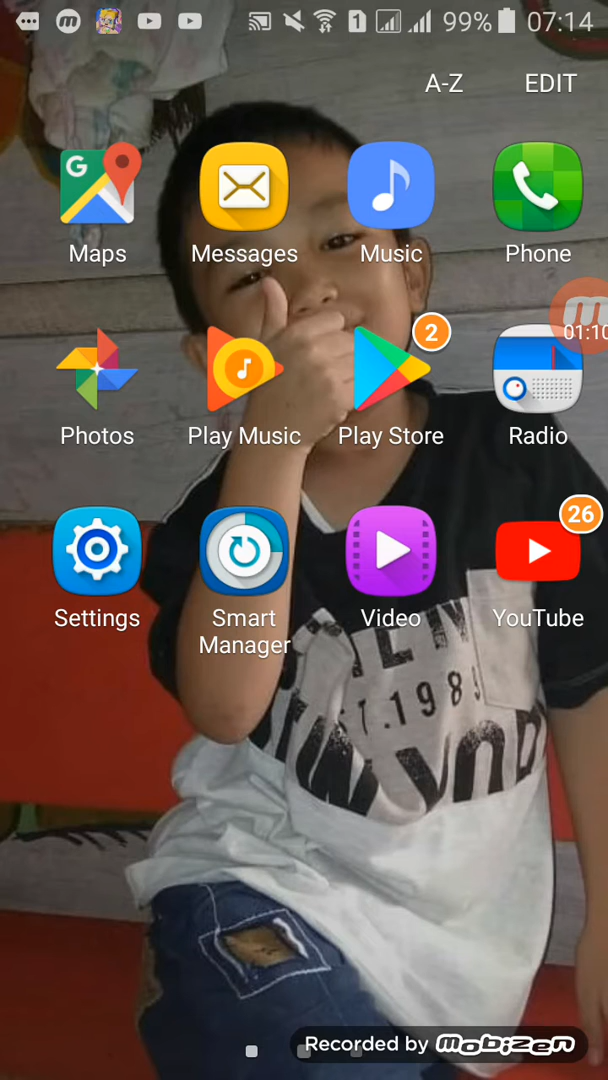 99% 07:14
A-Z EDIT
G
Maps Messages Music Phone
2
01:10
Photos Play Music Play Store Radio
26
Settings Smart Manager Video YouTube
T.1989
Recorded by mobizen